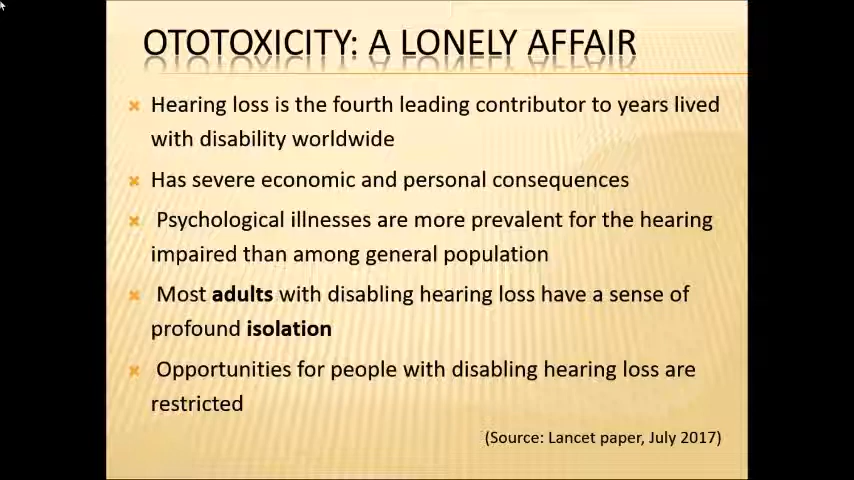 OTOTOXICITY: A LONELY AFFAIR
Hearing loss is the fourth leading contributor to years lived
with disability worldwide
Has severe economic and personal consequences
Psychological illnesses are more prevalent for the hearing
impaired than among general population
Most adults with disabling hearing loss have a sense of
profound isolation
Opportunities for people with disabling hearing loss are
restricted
(Source: Lancet paper, July 2017)